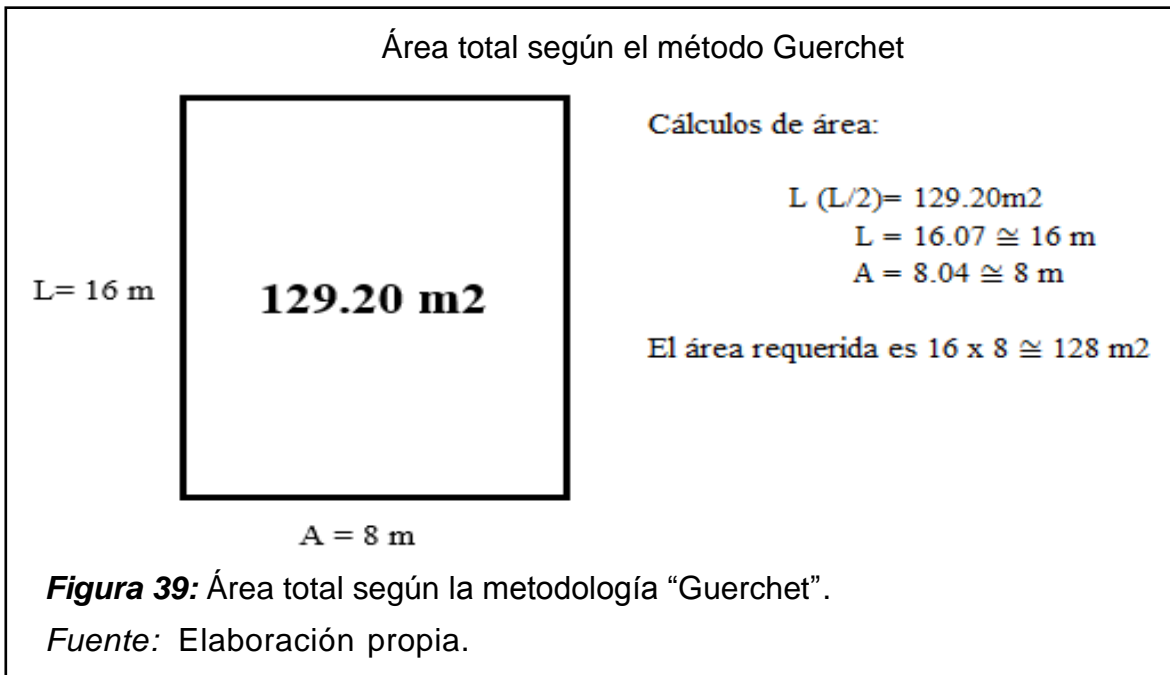 Área total según el método Guerchet
Cálculos de área:
L (L/2)= 129.20m2
L = 16.07 ≅ 16 m
A = 8.04 ≅ 8 m
L= 16 m
129.20 m2
El área requerida es 16 x 8 ≅ 128 m2
A = 8 m
Figura 39: Área total según la metodología “Guerchet”.
Fuente: Elaboración propia.